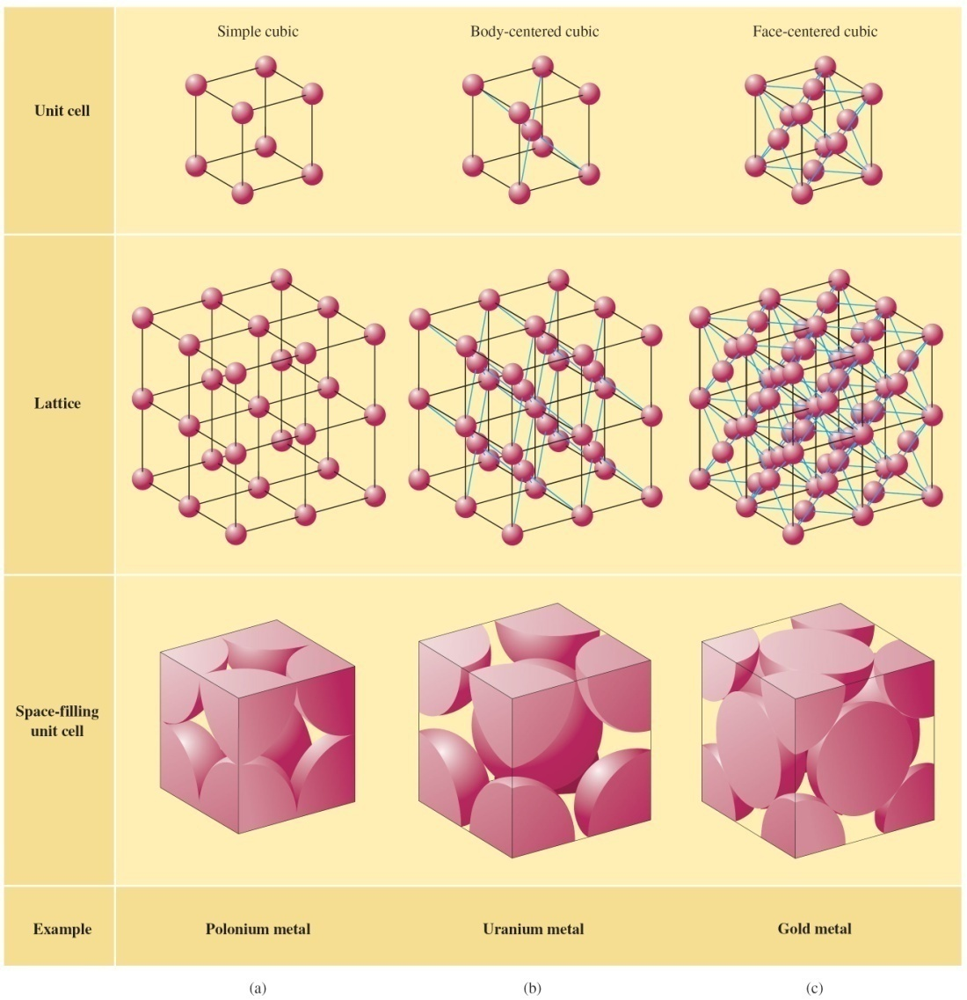 Simple cubic
Body-centered cubic
Face-centered cubic
Unit cell
Lattice
Space-filling
unit cell
Example
Polonium metal
Uranium metal
Gold metal
(a)
(b)
(c)